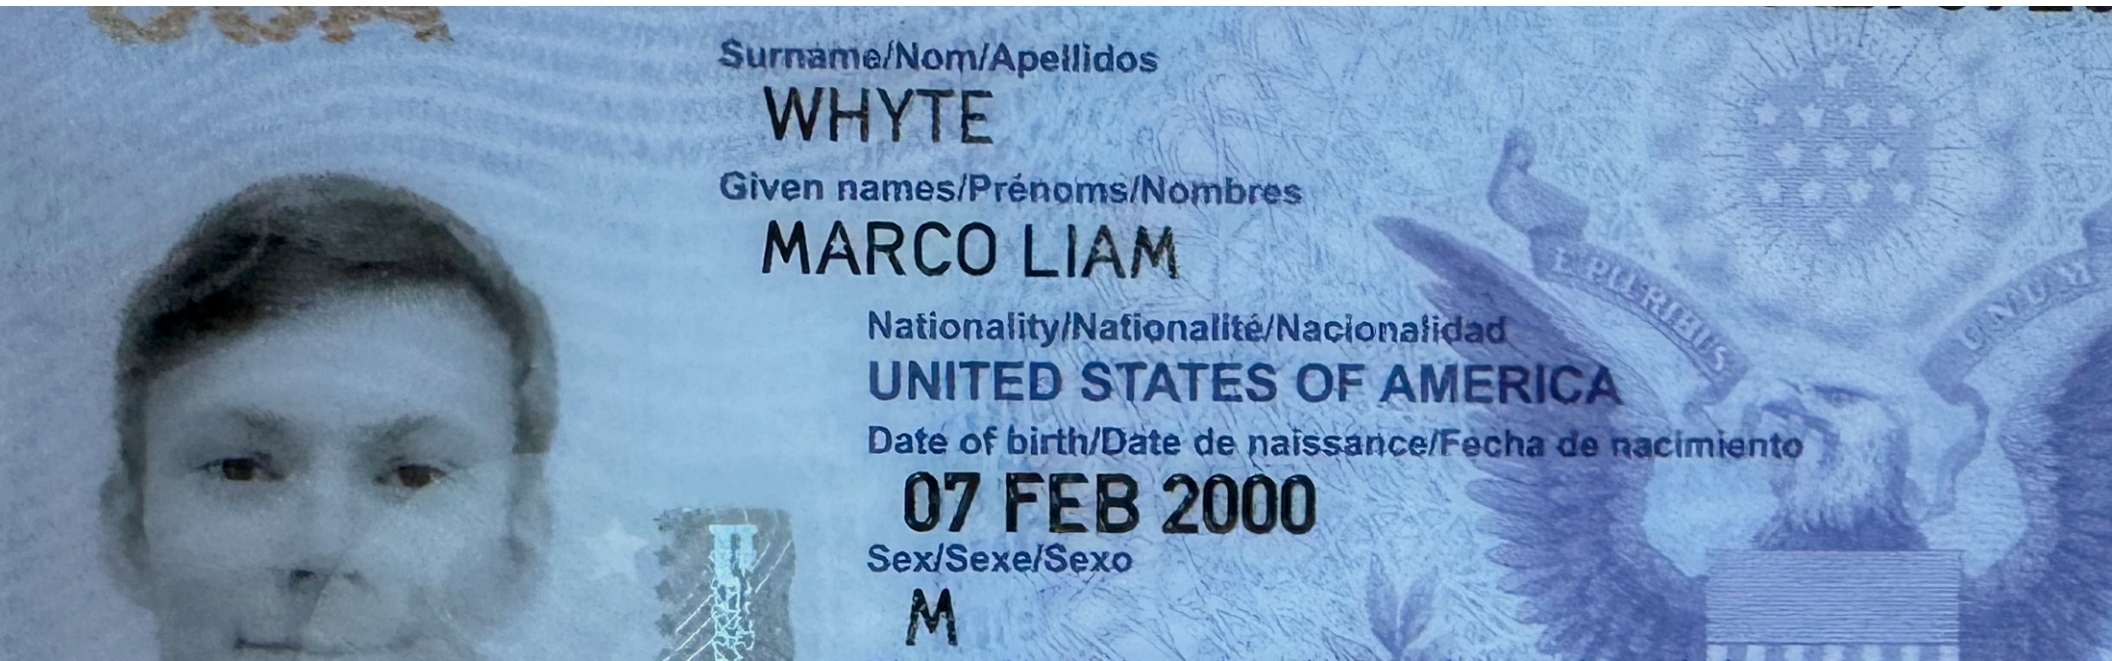 Surname/Nom/Apellidos
WHYTE
Given names/Prénoms/Nombres
MARCO LIAM
E PLURIBUS UNUM
Nationality/Nationalité/Nacionalidad
UNITED STATES OF AMERICA
Date of birth/Date de naissance/Fecha de nacimiento
07 FEB 2000
Sex/Sexe/Sexo
M